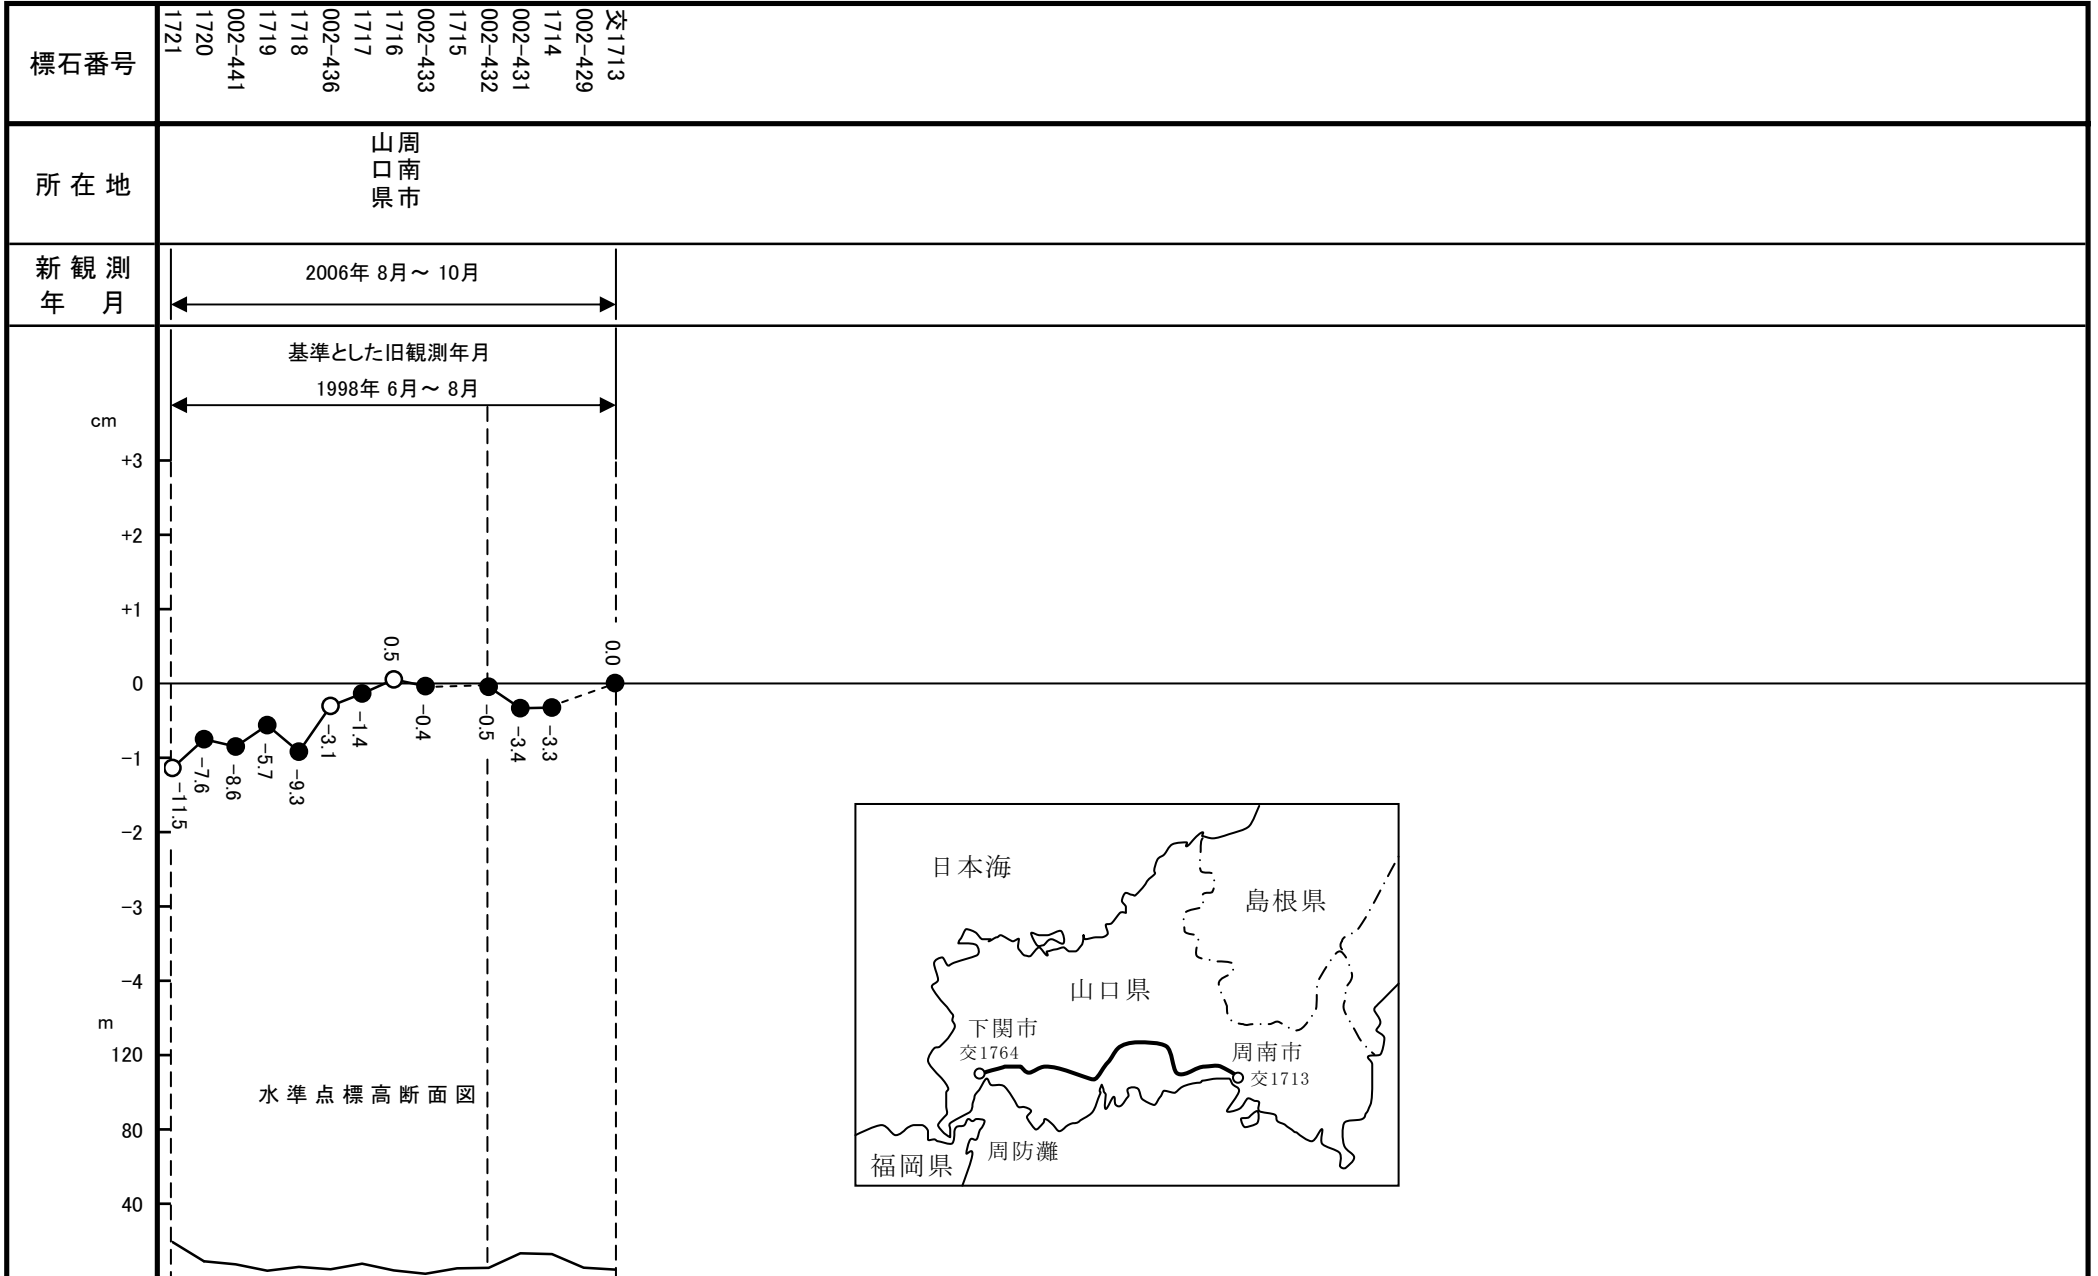 標石番号
1721
1720
002-441
1719
1718
002-436
1717
1716
002-433
1715
002-432
002-431
1714
002-429
交1713
所在地
周南市
山口県
新観測
年 月
2006年 8月～ 10月
基準とした旧観測年月
1998年 6月～ 8月
cm
+3
+2
+1
0
-1
-2
-3
-4
-11.5
-7.6
-8.6
-5.7
-9.3
-3.1
-1.4
0.5
-0.4
-0.5
-3.4
-3.3
0.0
m
120
80
40
水準点標高断面図
日本海
島根県
山口県
下関市
交1764
周南市
交1713
周防灘
福岡県